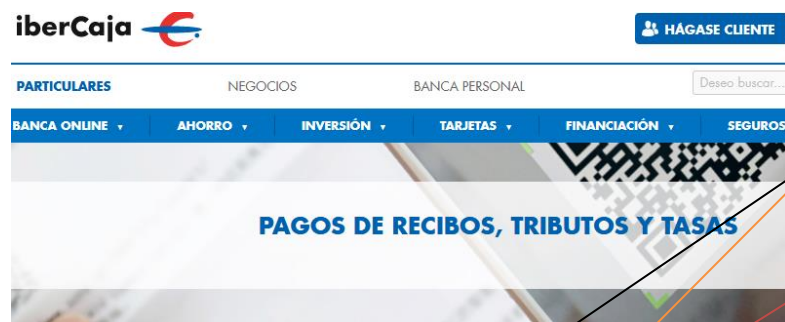 iberCaja
HÁGASE CLIENTE
PARTICULARES NEGOCIOS BANCA PERSONAL Deseo buscar...
BANCA ONLINE AHORRO INVERSIÓN TARJETAS FINANCIACIÓN SEGUROS
PAGOS DE RECIBOS, TRIBUTOS Y TASAS